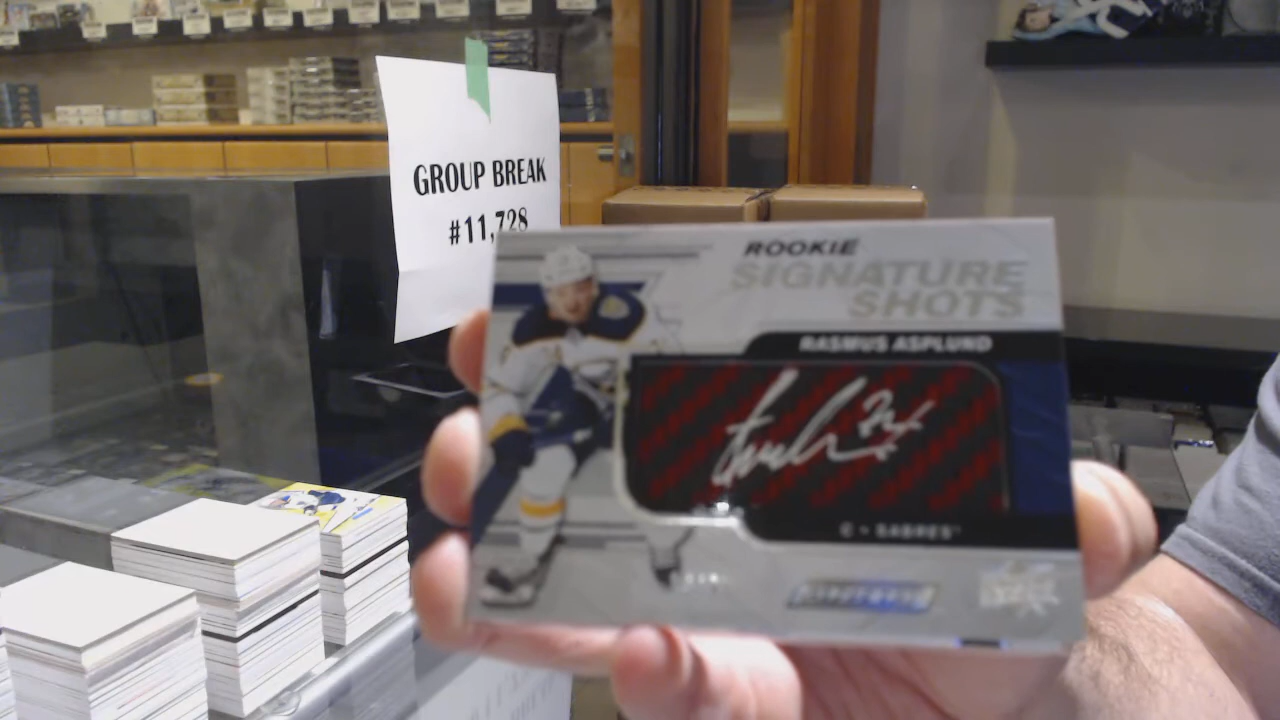 GROUP BREAK
#11,728
ROOKIE
SIGNATURE
SHOTS
RASMUS ASPLUND
C • SABRES